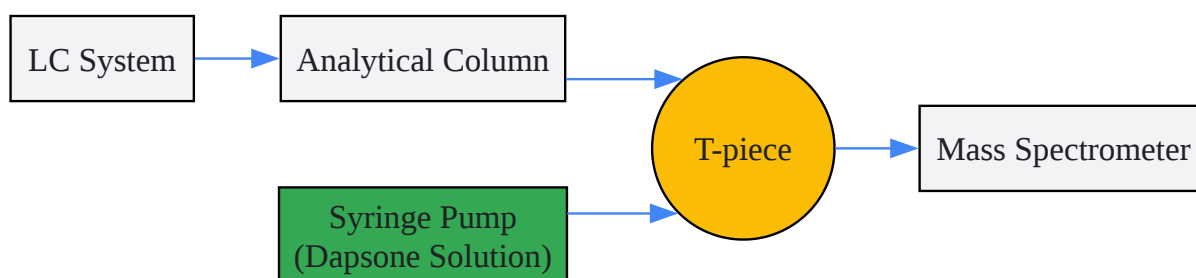 LC System
Analytical Column
T-piece
Mass Spectrometer
Syringe Pump
(Dapsone Solution)